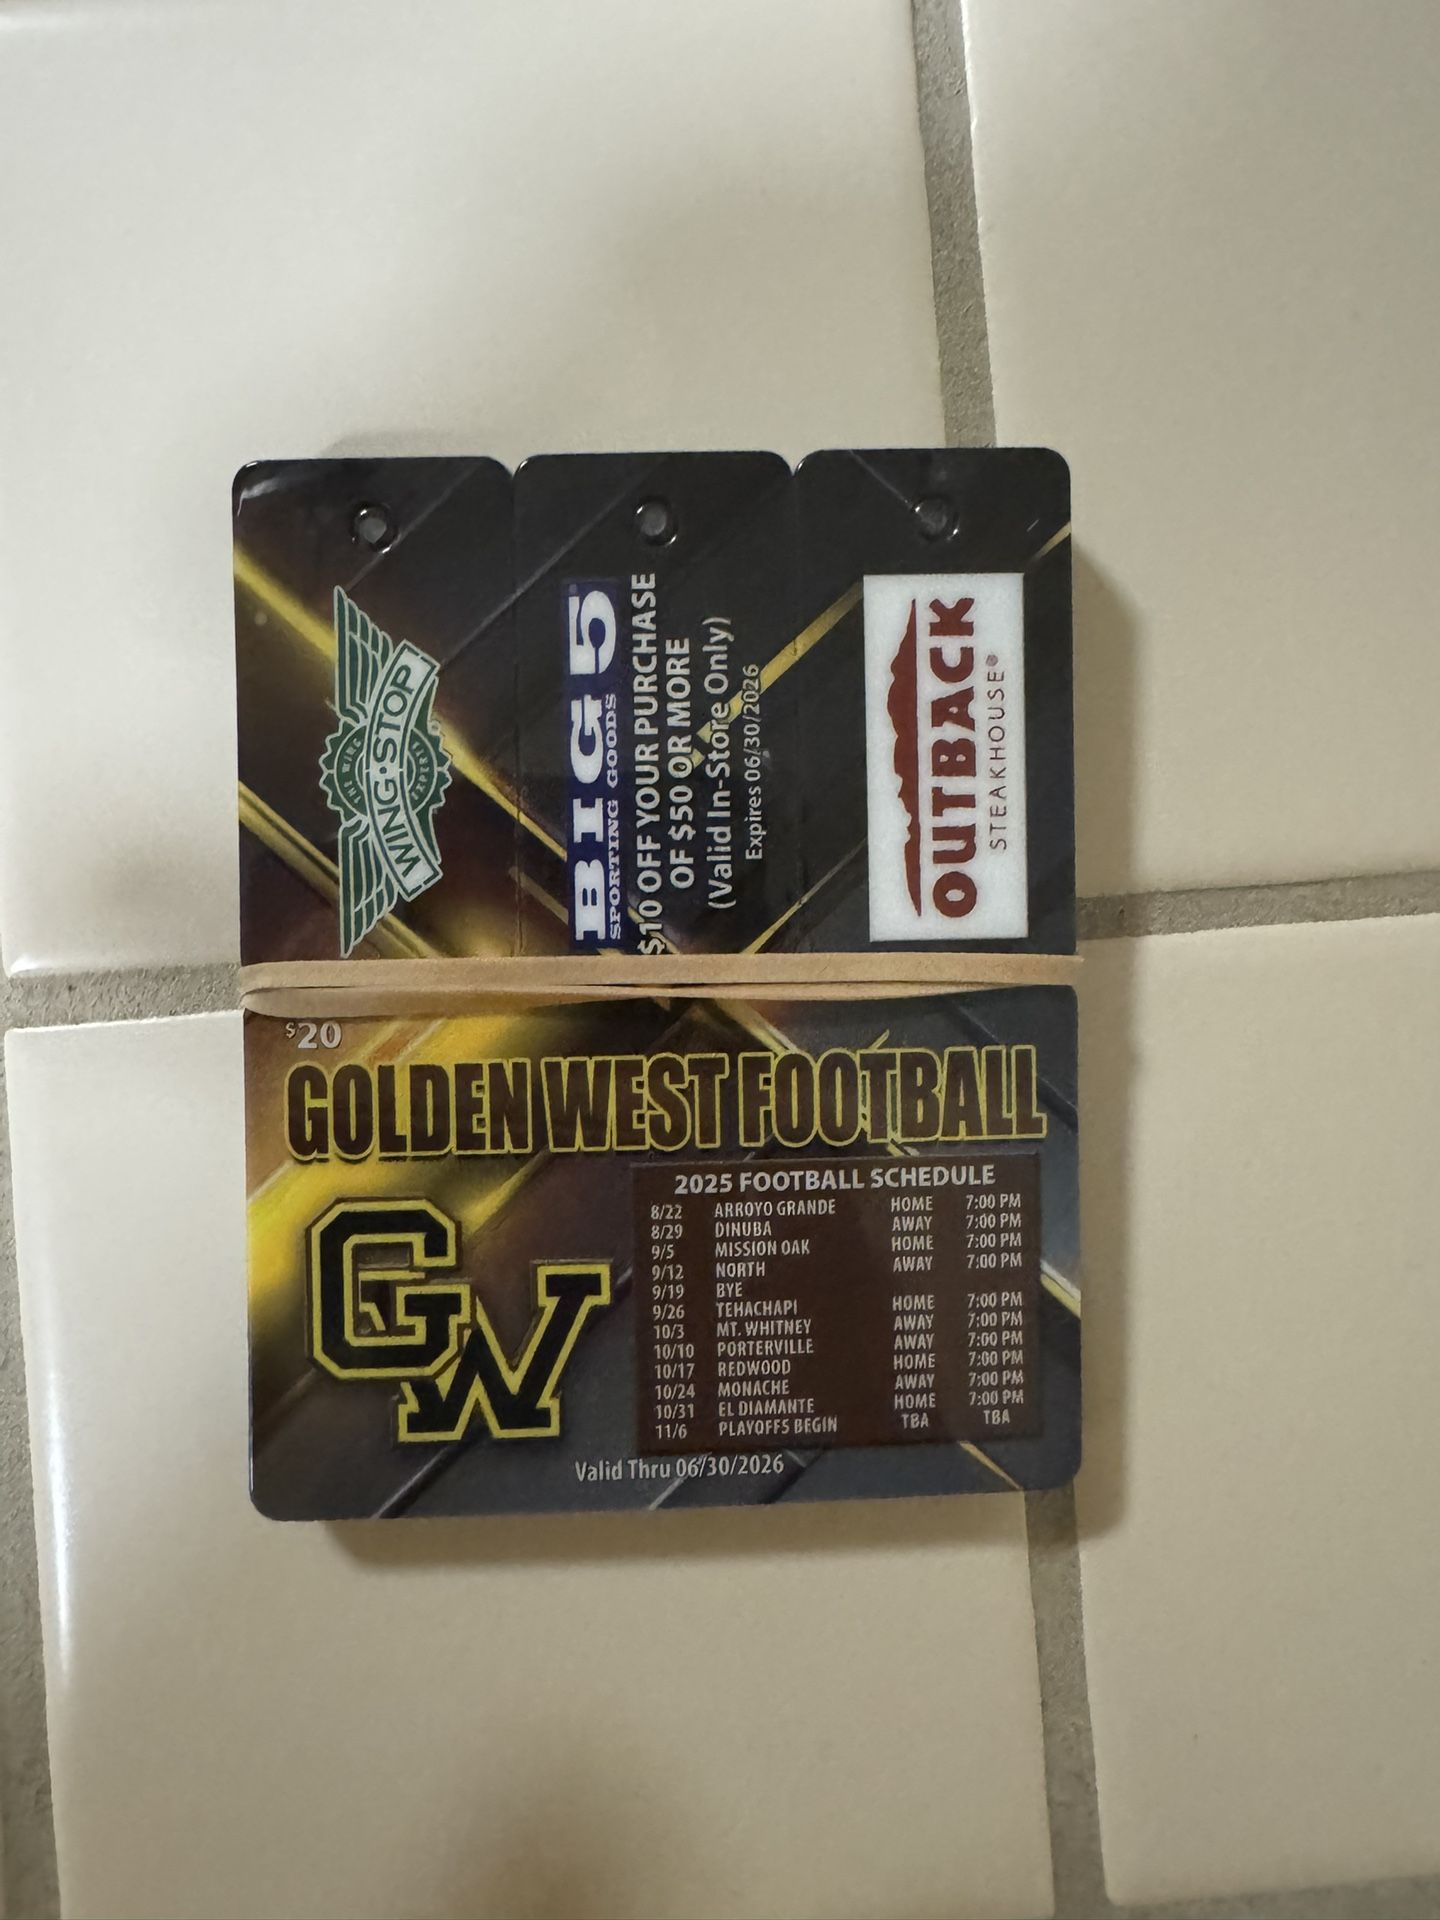 THE WING EXPERTS
WING·STOP
BIG 5
SPORTING GOODS
$10 OFF YOUR PURCHASE
OF $50 OR MORE
(Valid In-Store Only)
Expires 06/30/2026
OUTBACK
STEAKHOUSE®
$20
GOLDEN WEST FOOTBALL
GW
2025 FOOTBALL SCHEDULE
8/22 ARROYO GRANDE HOME 7:00 PM
8/29 DINUBA AWAY 7:00 PM
9/5 MISSION OAK HOME 7:00 PM
9/12 NORTH AWAY 7:00 PM
9/19 BYE
9/26 TEHACHAPI HOME 7:00 PM
10/3 MT. WHITNEY AWAY 7:00 PM
10/10 PORTERVILLE AWAY 7:00 PM
10/17 REDWOOD HOME 7:00 PM
10/24 MONACHE AWAY 7:00 PM
10/31 EL DIAMANTE HOME 7:00 PM
11/6 PLAYOFFS BEGIN TBA TBA
Valid Thru 06/30/2026